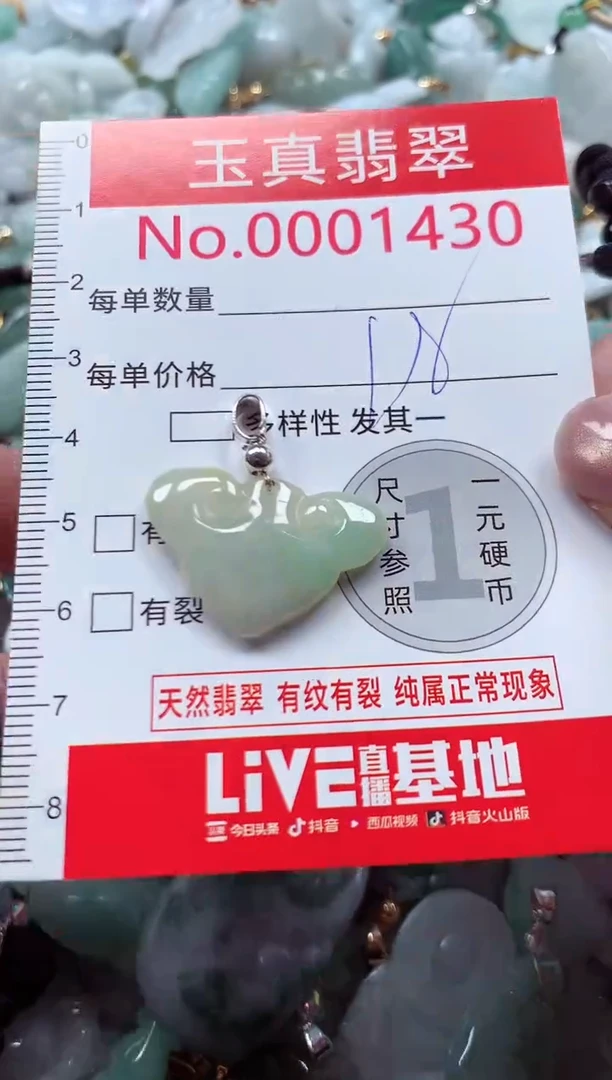 玉真翡翠
No.0001430
0
1
2
每单数量
3
每单价格
18
4
多样性 发其一
尺寸参照
1
一元硬币
5
有
6
有裂
天然翡翠 有纹有裂 纯属正常现象
7
LiVE直播基地
8
头条 今日头条 抖音 西瓜视频 抖音火山版